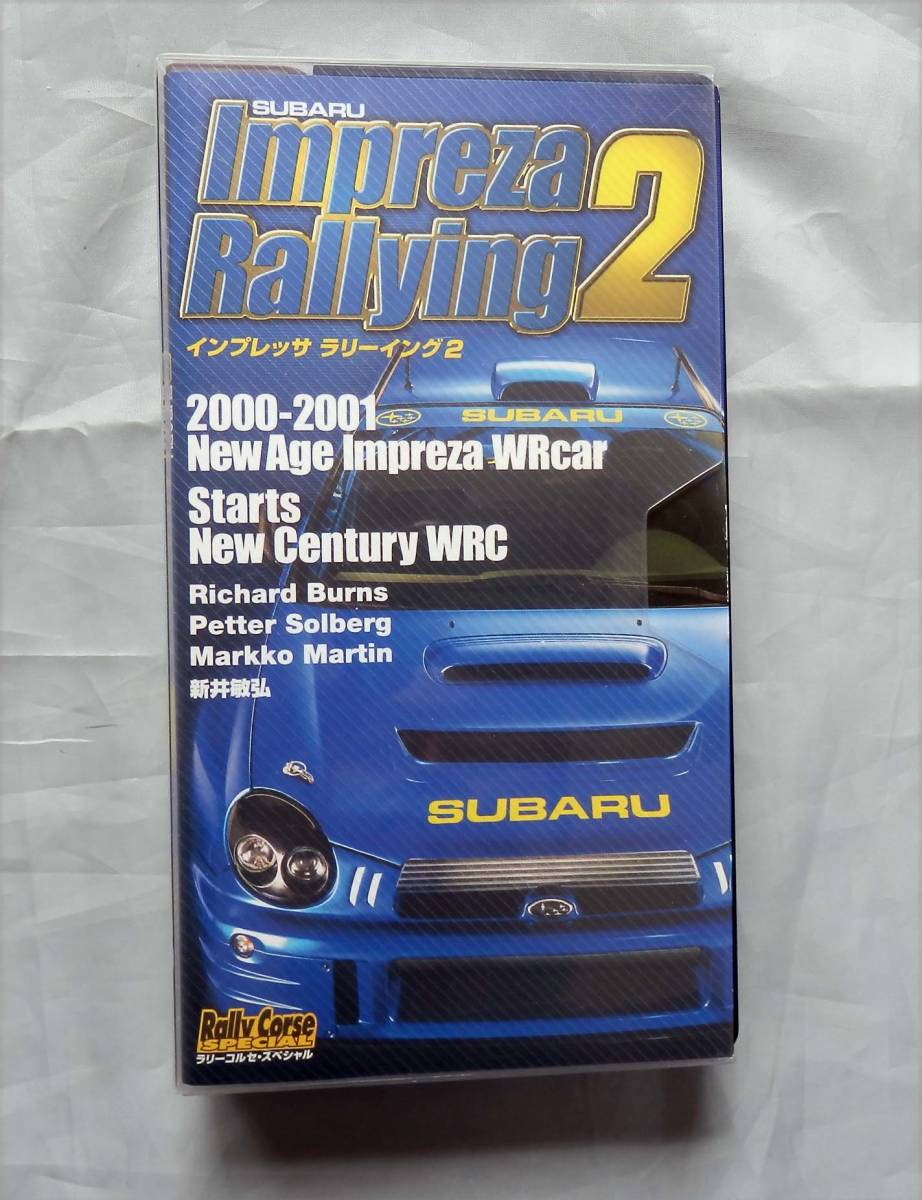 SUBARU
Impreza
Rallying 2
インプレッサ ラリーイング2
SUBARU
2000-2001
New Age Impreza WRcar
Starts
New Century WRC
Richard Burns
Petter Solberg
Markko Martin
新井敏弘
SUBARU
Rally Corse
SPECIAL
ラリーコルセ・スペシャル